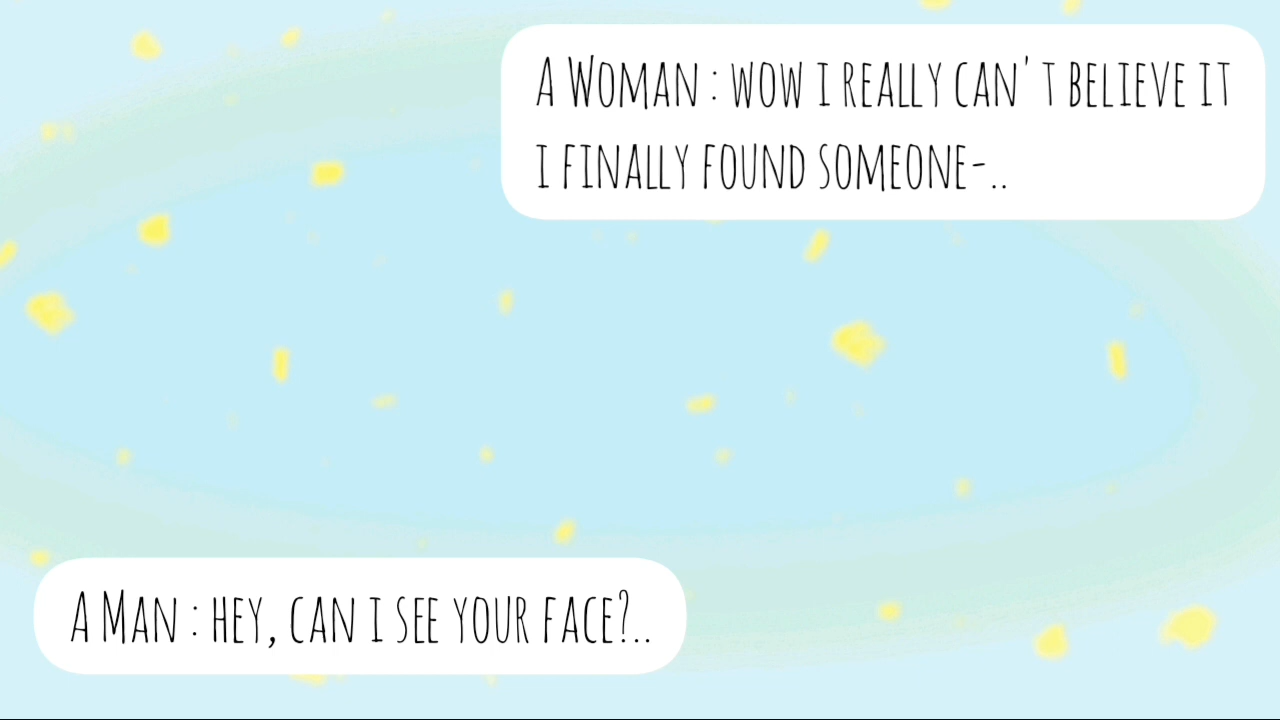 A Woman : wow i really can't believe it
i finally found someone-..
A Man : hey, can i see your face?..